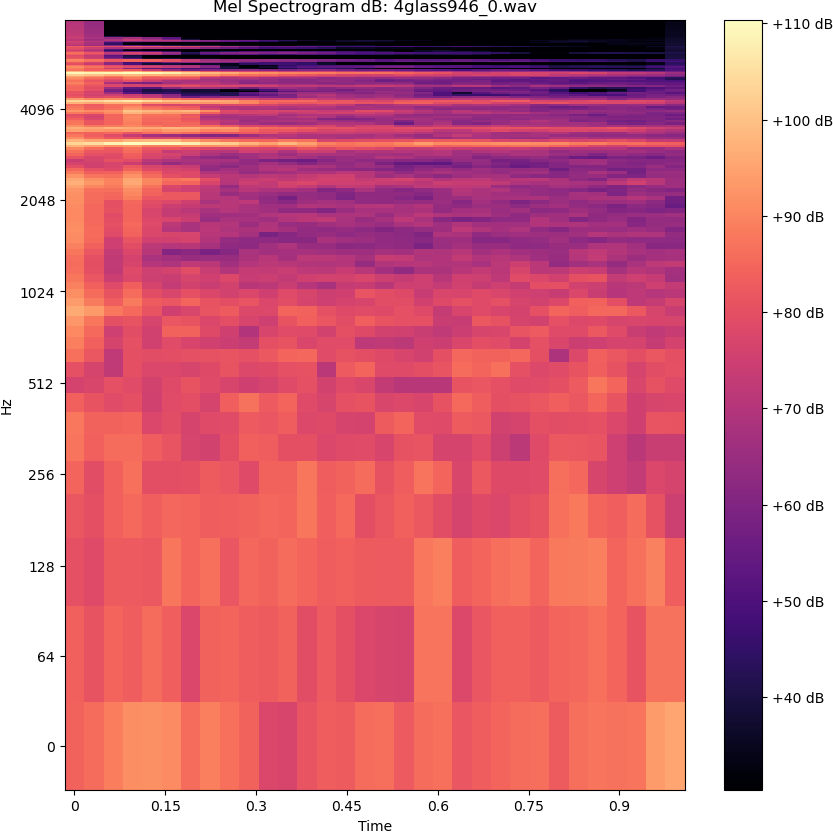 Mel Spectrogram dB: 4glass946_0.wav
+110 dB
+100 dB
+90 dB
+80 dB
+70 dB
+60 dB
+50 dB
+40 dB
Hz
4096
2048
1024
512
256
128
64
0
0 0.15 0.3 0.45 0.6 0.75 0.9
Time